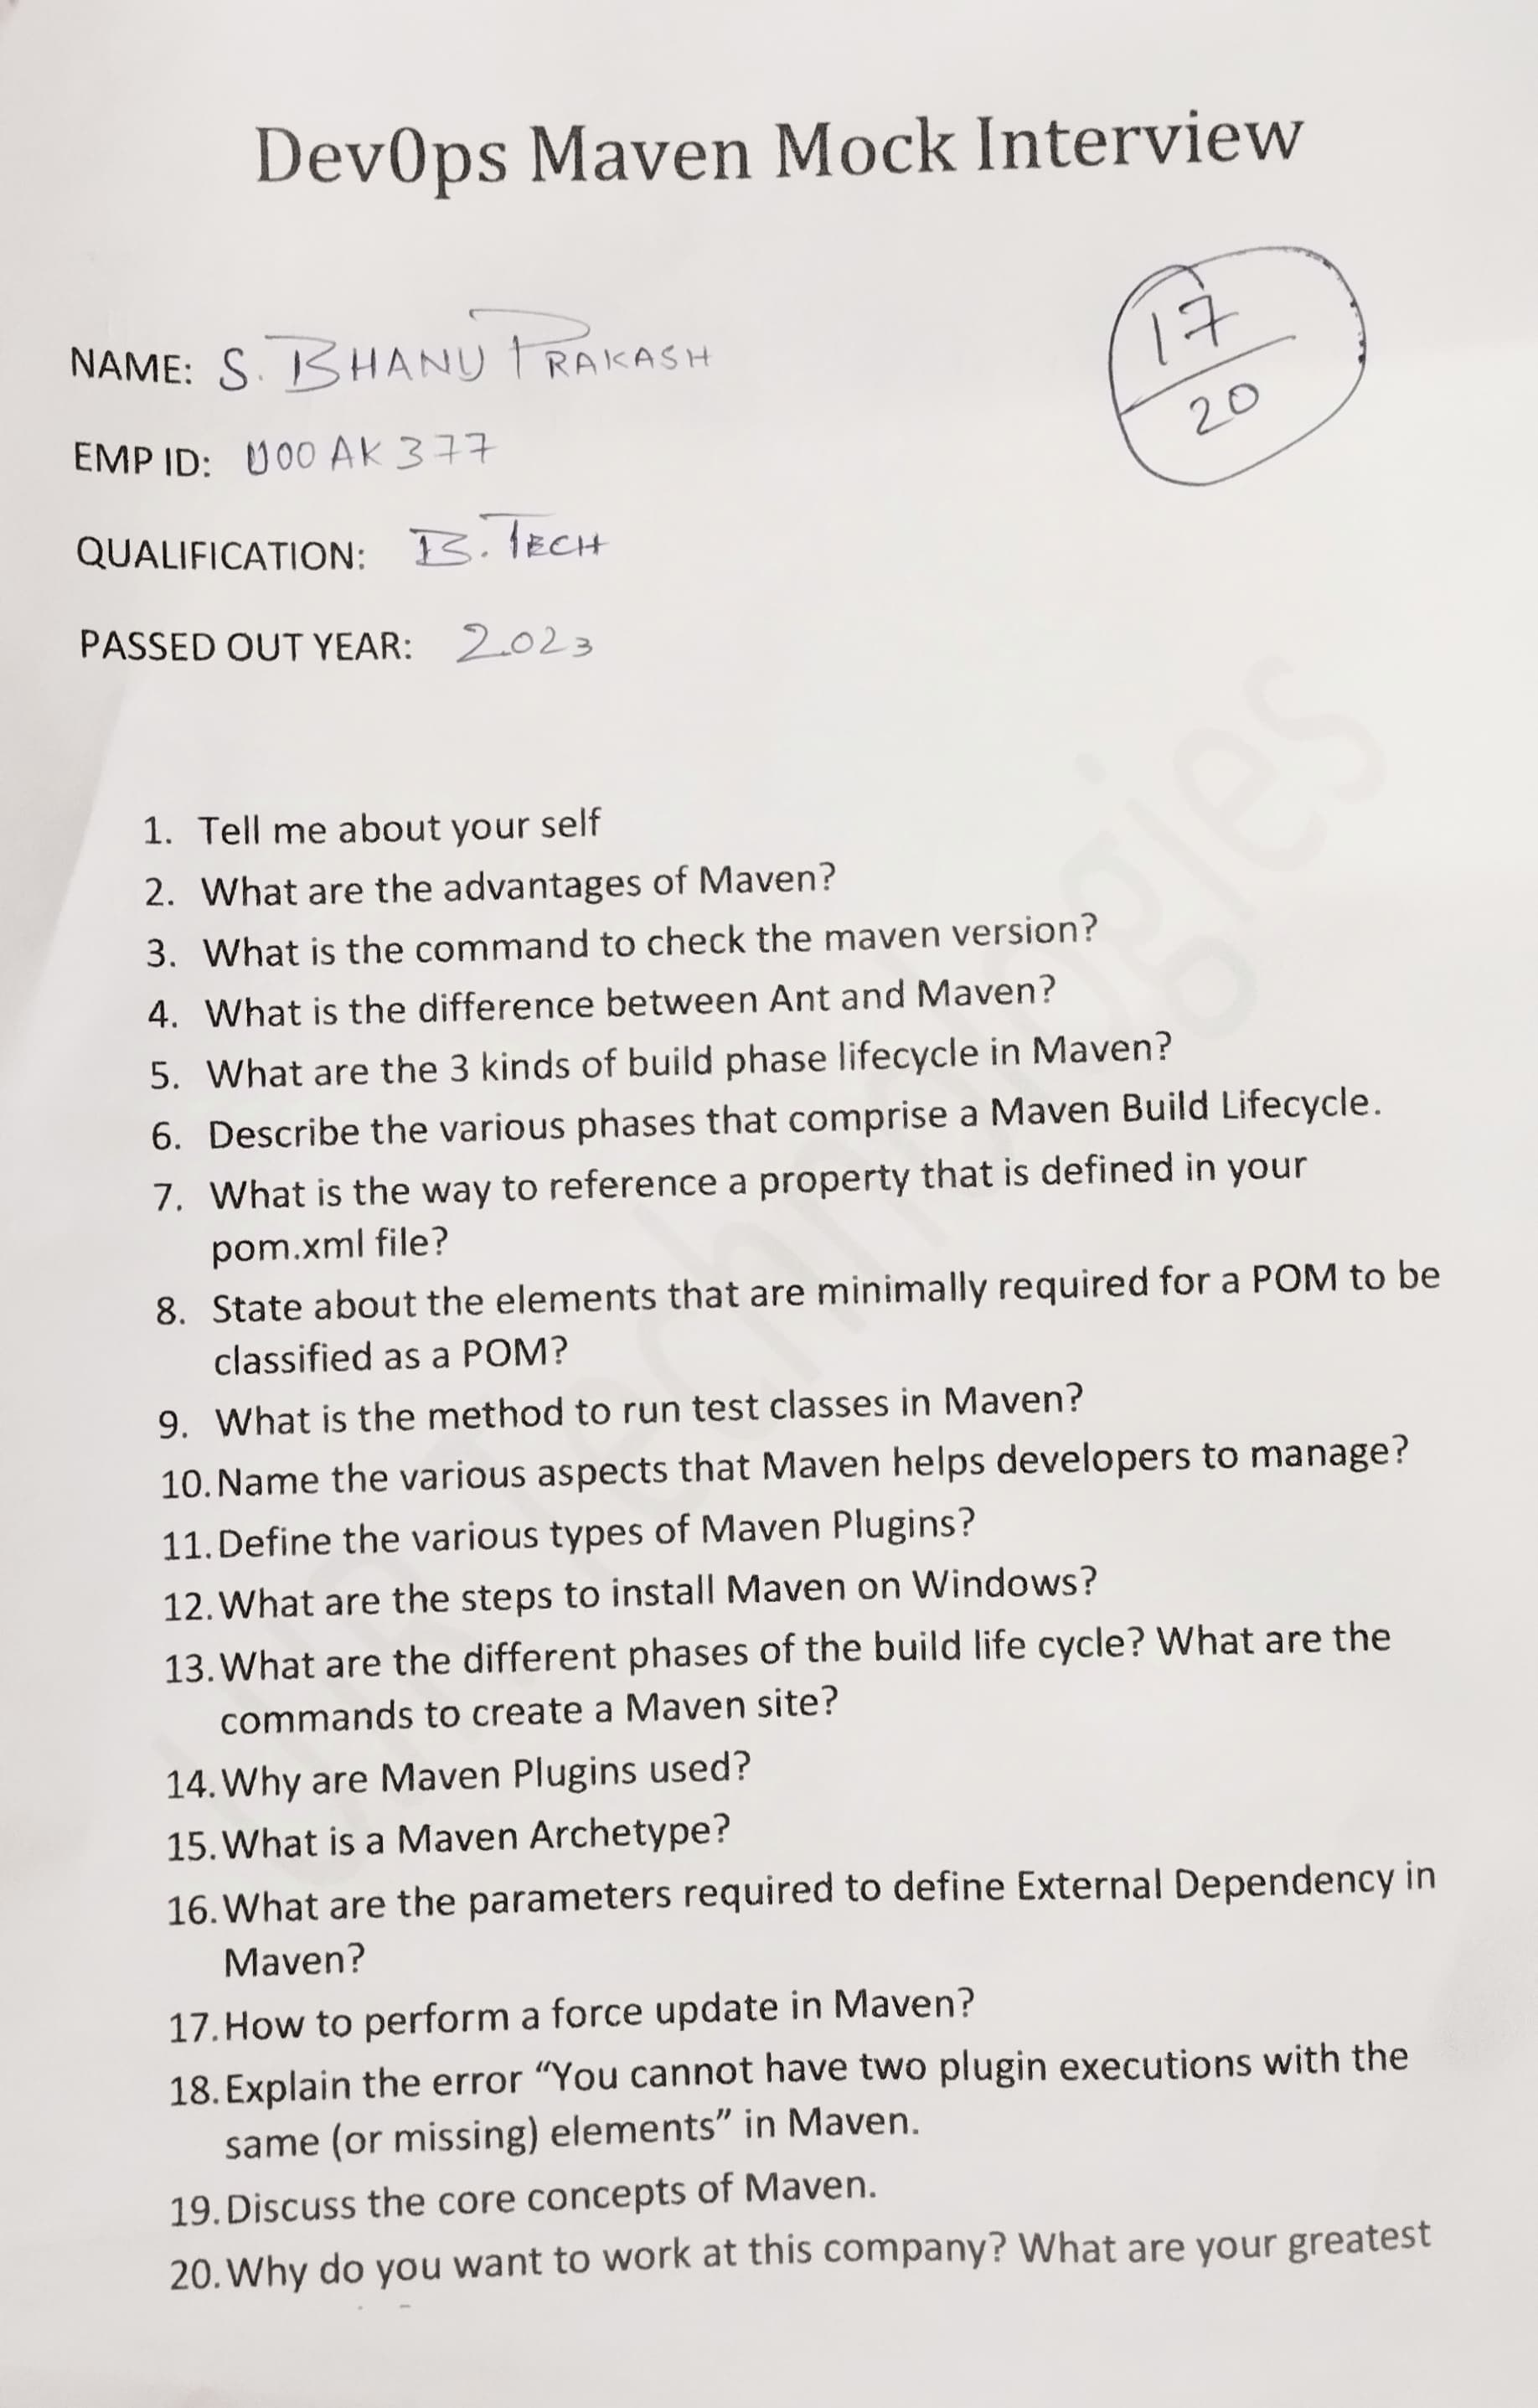 DevOps Maven Mock Interview
17
20
NAME: S. BHANU PRAKASH
EMP ID: U00AK377
QUALIFICATION: B.TECH
PASSED OUT YEAR: 2023
1. Tell me about your self
2. What are the advantages of Maven?
3. What is the command to check the maven version?
4. What is the difference between Ant and Maven?
5. What are the 3 kinds of build phase lifecycle in Maven?
6. Describe the various phases that comprise a Maven Build Lifecycle.
7. What is the way to reference a property that is defined in your
pom.xml file?
8. State about the elements that are minimally required for a POM to be
classified as a POM?
9. What is the method to run test classes in Maven?
10. Name the various aspects that Maven helps developers to manage?
11. Define the various types of Maven Plugins?
12. What are the steps to install Maven on Windows?
13. What are the different phases of the build life cycle? What are the
commands to create a Maven site?
14. Why are Maven Plugins used?
15. What is a Maven Archetype?
16. What are the parameters required to define External Dependency in
Maven?
17. How to perform a force update in Maven?
18. Explain the error “You cannot have two plugin executions with the
same (or missing) elements” in Maven.
19. Discuss the core concepts of Maven.
20. Why do you want to work at this company? What are your greatest
Technologies